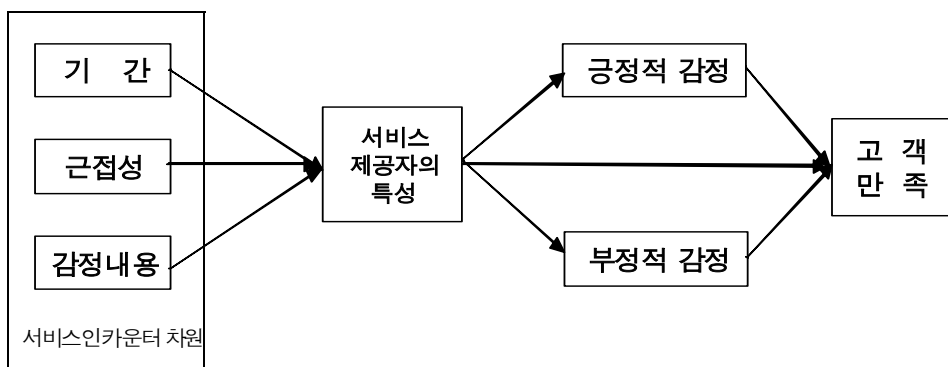 기 간
근접성
감정내용
서비스인카운터 차원
서비스
제공자의
특성
긍정적 감정
부정적 감정
고 객
만 족